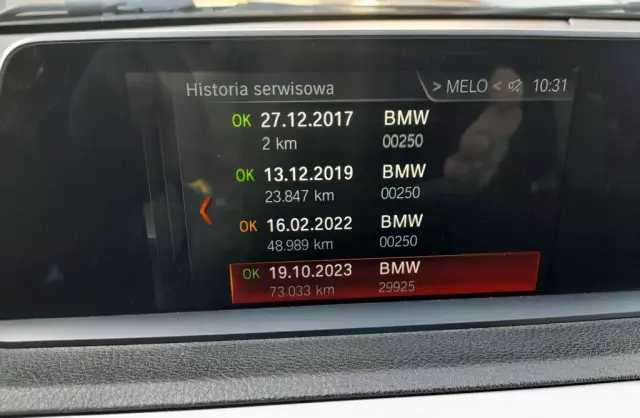 Historia serwisowa > MELO < 10:31
OK 27.12.2017 BMW
2 km 00250
OK 13.12.2019 BMW
23.847 km 00250
OK 16.02.2022 BMW
48.989 km 00250
OK 19.10.2023 BMW
73.033 km 29925